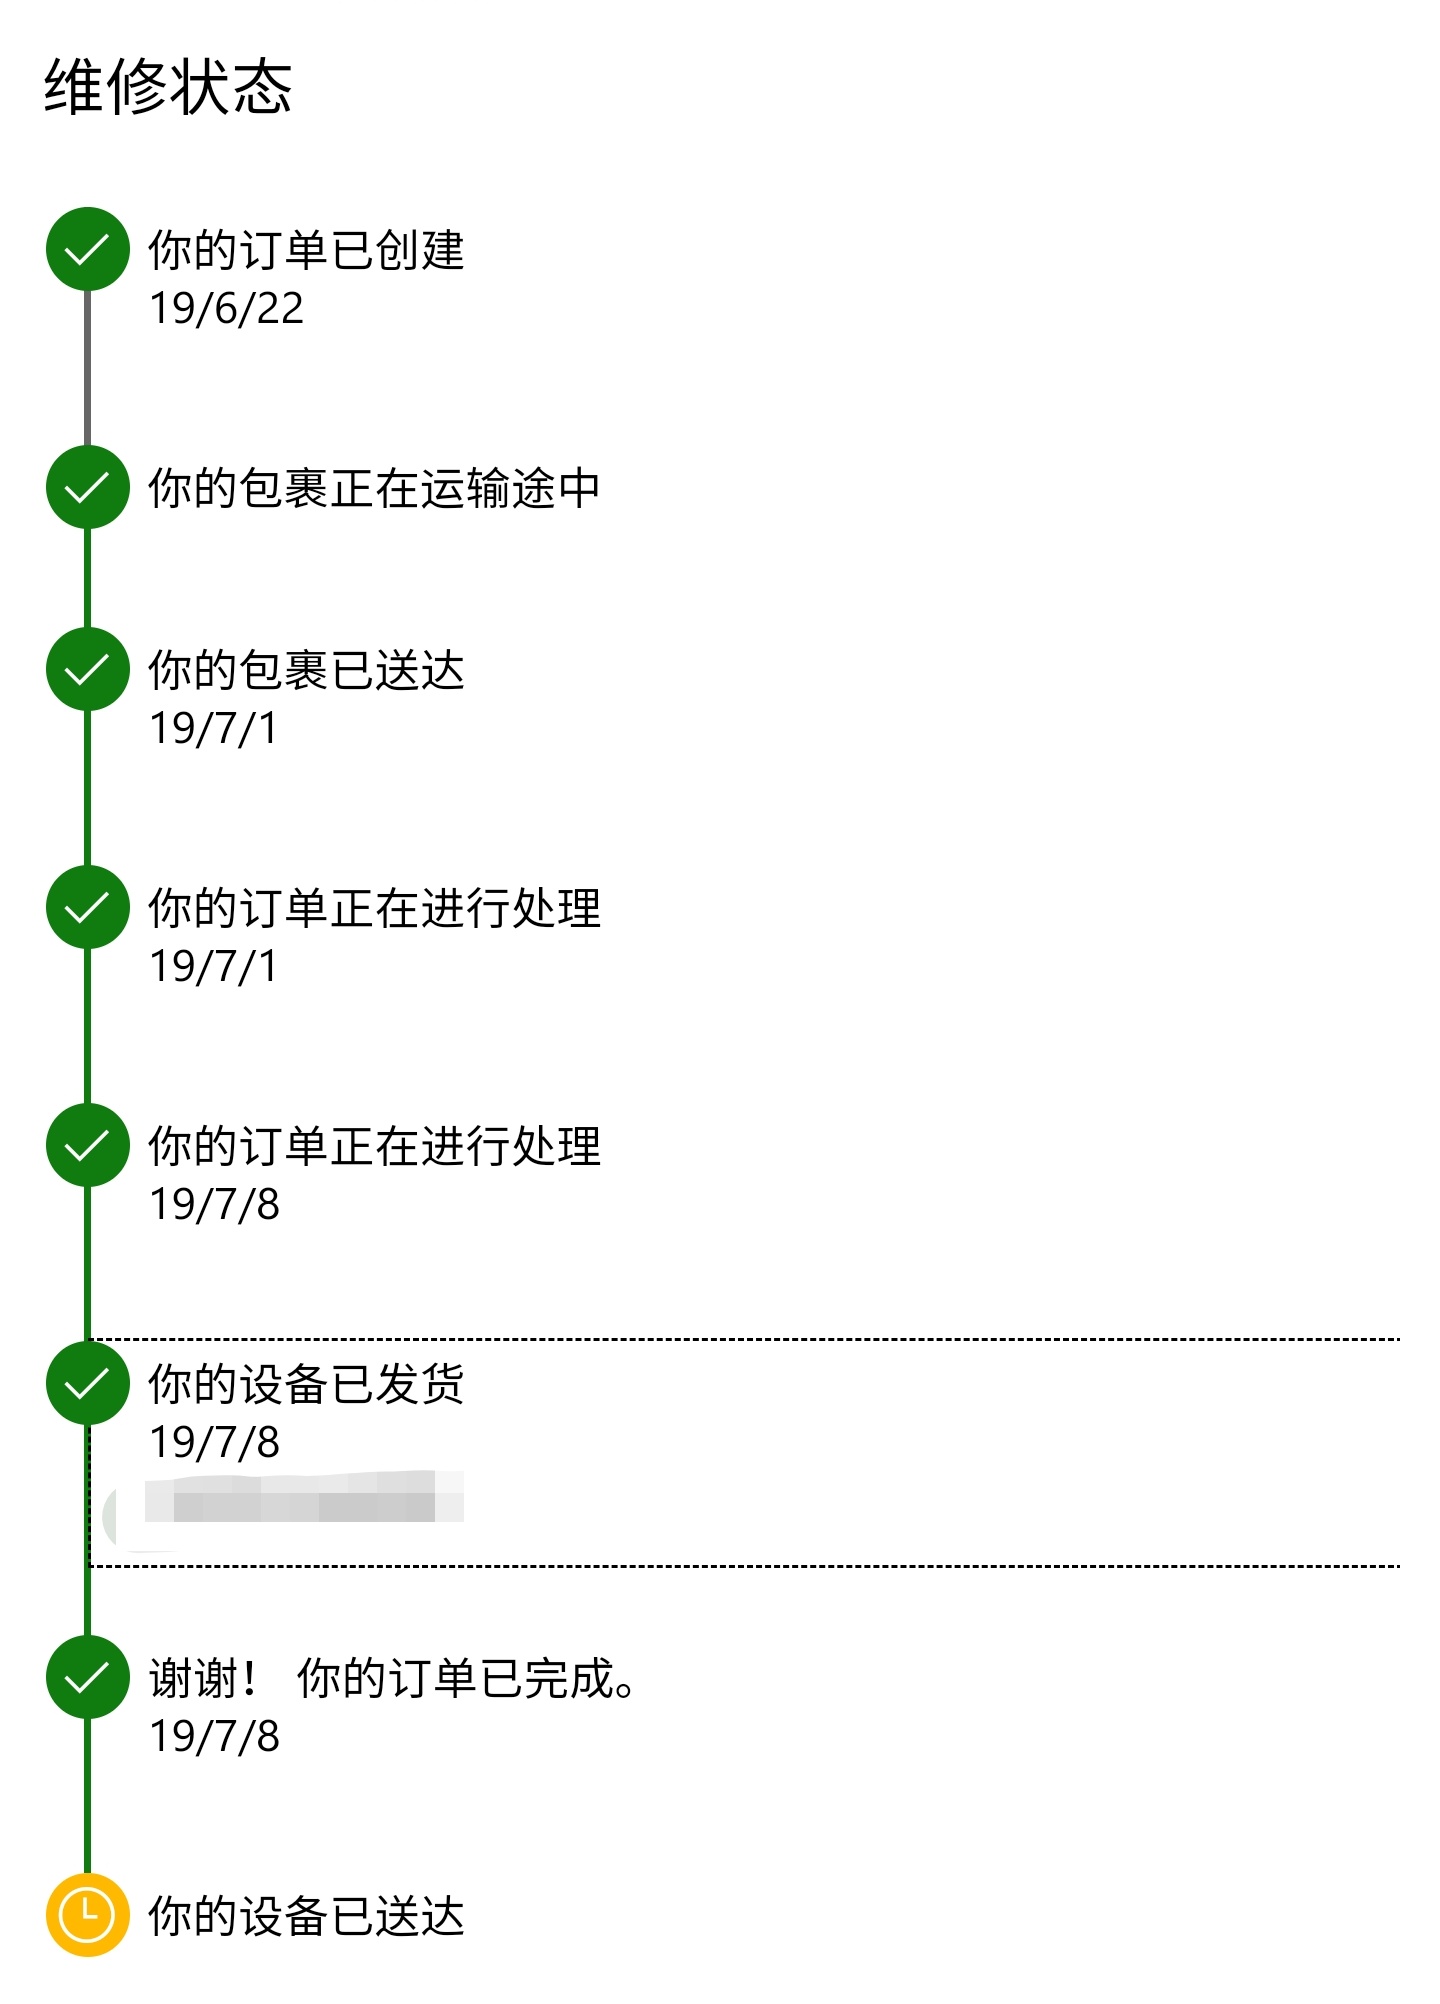 维修状态
你的订单已创建
19/6/22
你的包裹正在运输途中
你的包裹已送达
19/7/1
你的订单正在进行处理
19/7/1
你的订单正在进行处理
19/7/8
你的设备已发货
19/7/8
谢谢！ 你的订单已完成。
19/7/8
你的设备已送达